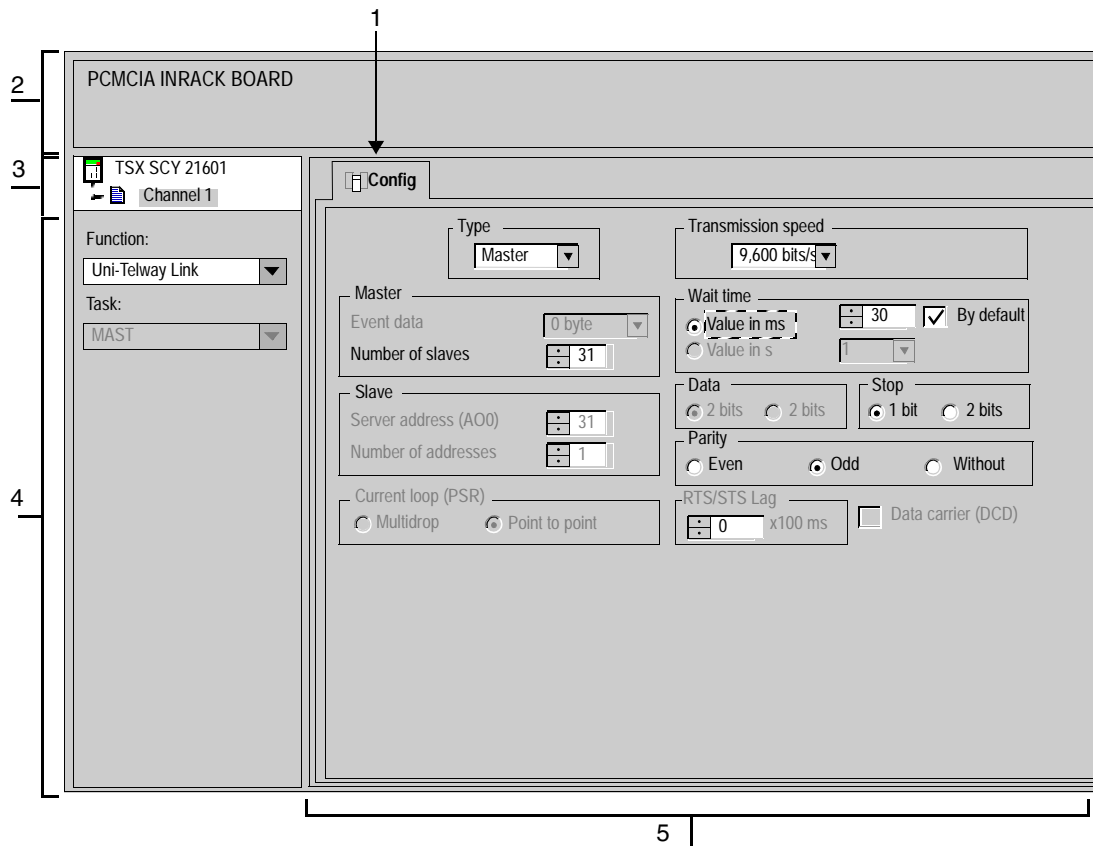 1
2
PCMCIA INRACK BOARD
3
TSX SCY 21601
Channel 1
Config
4
Function:
Uni-Telway Link
Task:
MAST
Type
Master
Transmission speed
9,600 bits/s
Master
Event data
0 byte
Number of slaves
31
Wait time
Value in ms
30
By default
Value in s
1
Slave
Server address (AO0)
31
Number of addresses
1
Data
2 bits
2 bits
Stop
1 bit
2 bits
Parity
Even
Odd
Without
Current loop (PSR)
Multidrop
Point to point
RTS/STS Lag
0
x100 ms
Data carrier (DCD)
5